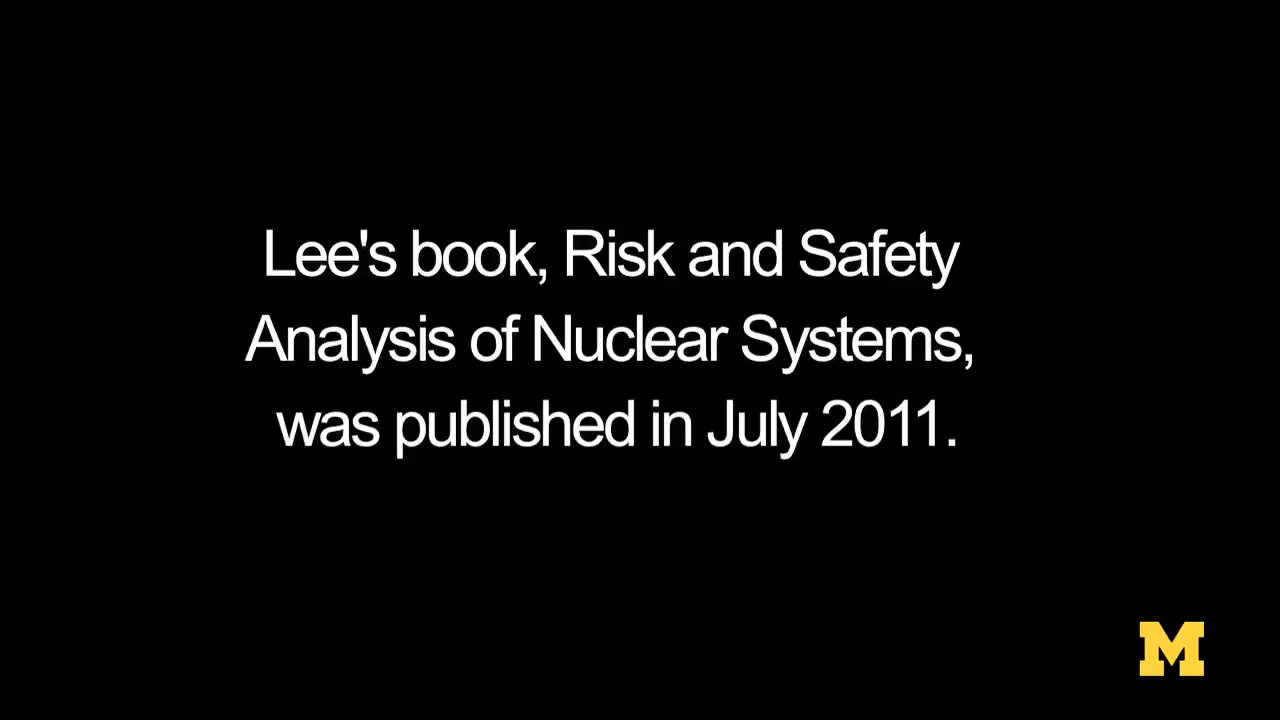 Lee's book, Risk and Safety
Analysis of Nuclear Systems,
was published in July 2011.
M